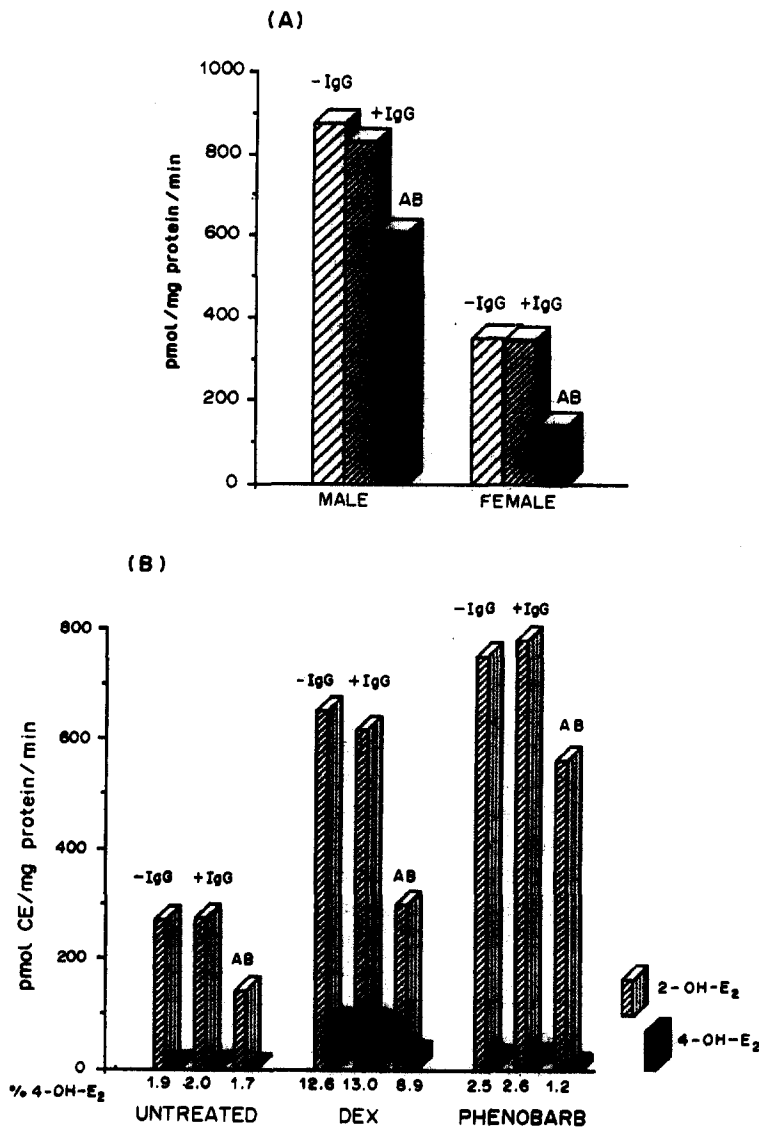 (A)
1000
800
600
400
200
0
pmol/mg protein/min
-IgG
+IgG
AB
-IgG +IgG
AB
MALE FEMALE
(B)
800
600
400
200
0
pmol CE/mg protein/min
-IgG +IgG
AB
-IgG +IgG
AB
-IgG +IgG
AB
2-OH-E₂
4-OH-E₂
% 4-OH-E₂ 1.9 2.0 1.7 12.6 13.0 8.9 2.5 2.6 1.2
UNTREATED DEX PHENOBARB